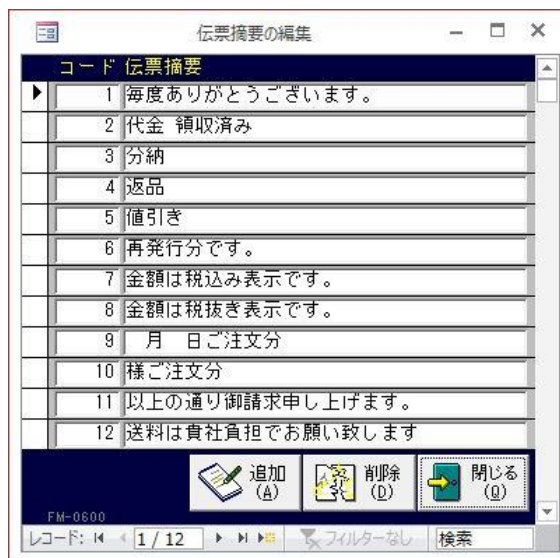 伝票摘要の編集
コード 伝票摘要
1 毎度ありがとうございます。
2 代金 領収済み
3 分納
4 返品
5 値引き
6 再発行分です。
7 金額は税込み表示です。
8 金額は税抜き表示です。
9 　月　日ご注文分
10 様ご注文分
11 以上の通り御請求申し上げます。
12 送料は貴社負担でお願い致します
追加(A) 削除(D) 閉じる(Q)
FM-0600
レコード: 1 / 12 フィルターなし 検索